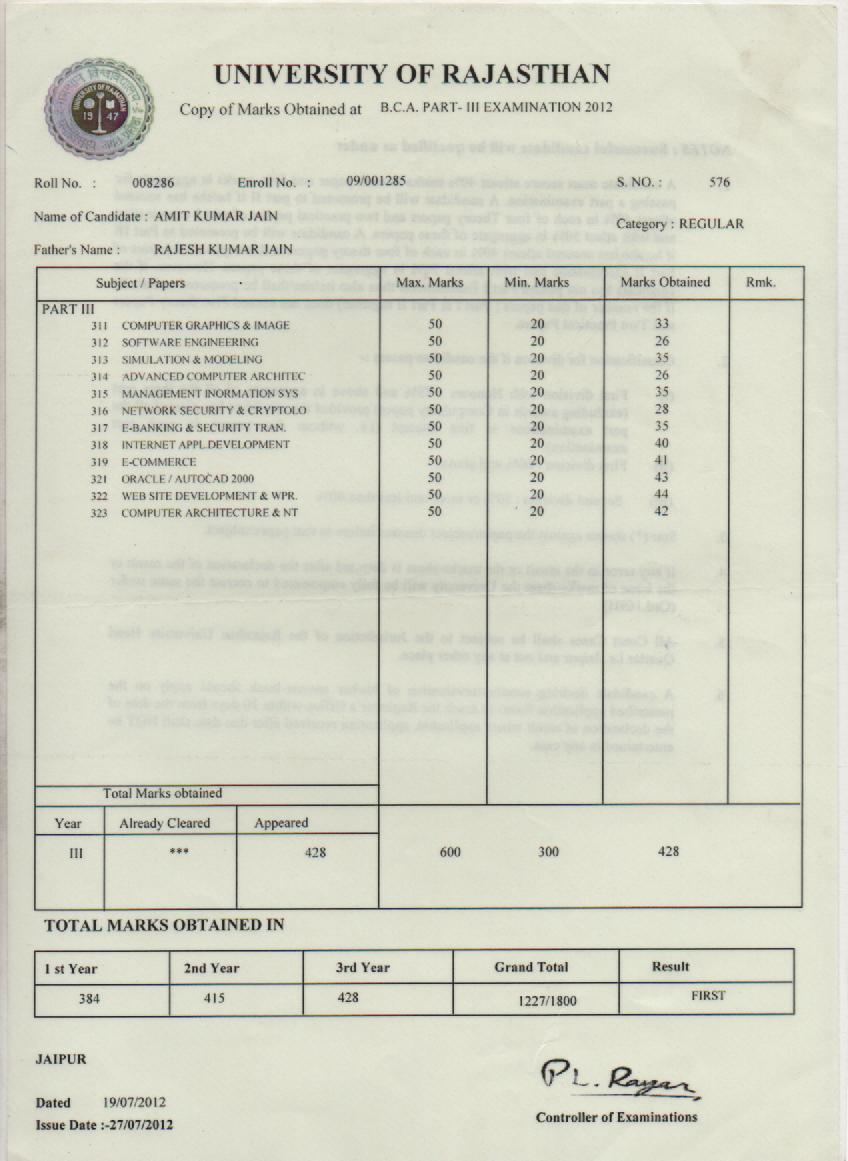 UNIVERSITY OF RAJASTHAN
Copy of Marks Obtained at B.C.A. PART- III EXAMINATION 2012
UNIVERSITY OF RAJASTHAN
19 47
Roll No. : 008286 Enroll No. : 09/001285 S. NO. : 576
Name of Candidate : AMIT KUMAR JAIN Category : REGULAR
Father's Name : RAJESH KUMAR JAIN
Subject / Papers Max. Marks Min. Marks Marks Obtained Rmk.
PART III
311 COMPUTER GRAPHICS & IMAGE 50 20 33
312 SOFTWARE ENGINEERING 50 20 26
313 SIMULATION & MODELING 50 20 35
314 ADVANCED COMPUTER ARCHITEC 50 20 26
315 MANAGEMENT INORMATION SYS 50 20 35
316 NETWORK SECURITY & CRYPTOLO 50 20 28
317 E-BANKING & SECURITY TRAN. 50 20 35
318 INTERNET APPL.DEVELOPMENT 50 20 40
319 E-COMMERCE 50 20 41
321 ORACLE / AUTOCAD 2000 50 20 43
322 WEB SITE DEVELOPMENT & WPR. 50 20 44
323 COMPUTER ARCHITECTURE & NT 50 20 42
Total Marks obtained
Year Already Cleared Appeared
III *** 428 600 300 428
TOTAL MARKS OBTAINED IN
1 st Year 2nd Year 3rd Year Grand Total Result
384 415 428 1227/1800 FIRST
JAIPUR
P L. Rayar
Dated 19/07/2012
Controller of Examinations
Issue Date :-27/07/2012